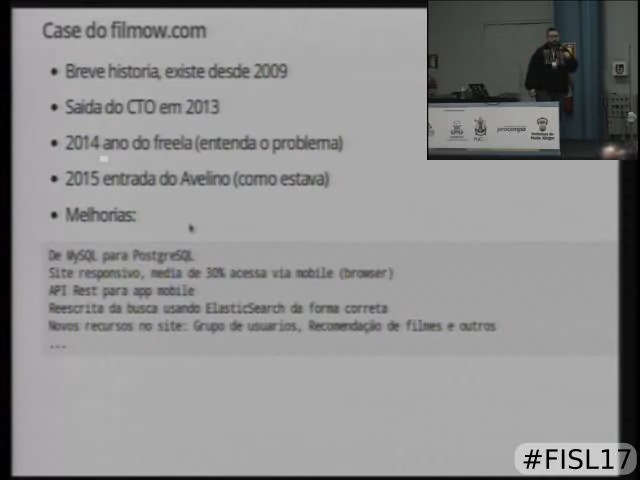 Case do filmow.com
• Breve historia, existe desde 2009
• Saida do CTO em 2013
• 2014 ano do freela (entenda o problema)
• 2015 entrada do Avelino (como estava)
• Melhorias:
De MySQL para PostgreSQL
Site responsivo, media de 30% acessa via mobile (browser)
API Rest para app mobile
Reescrita da busca usando ElasticSearch da forma correta
Novos recursos no site: Grupo de usuarios, Recomendação de filmes e outros
...
procempa
#FISL17